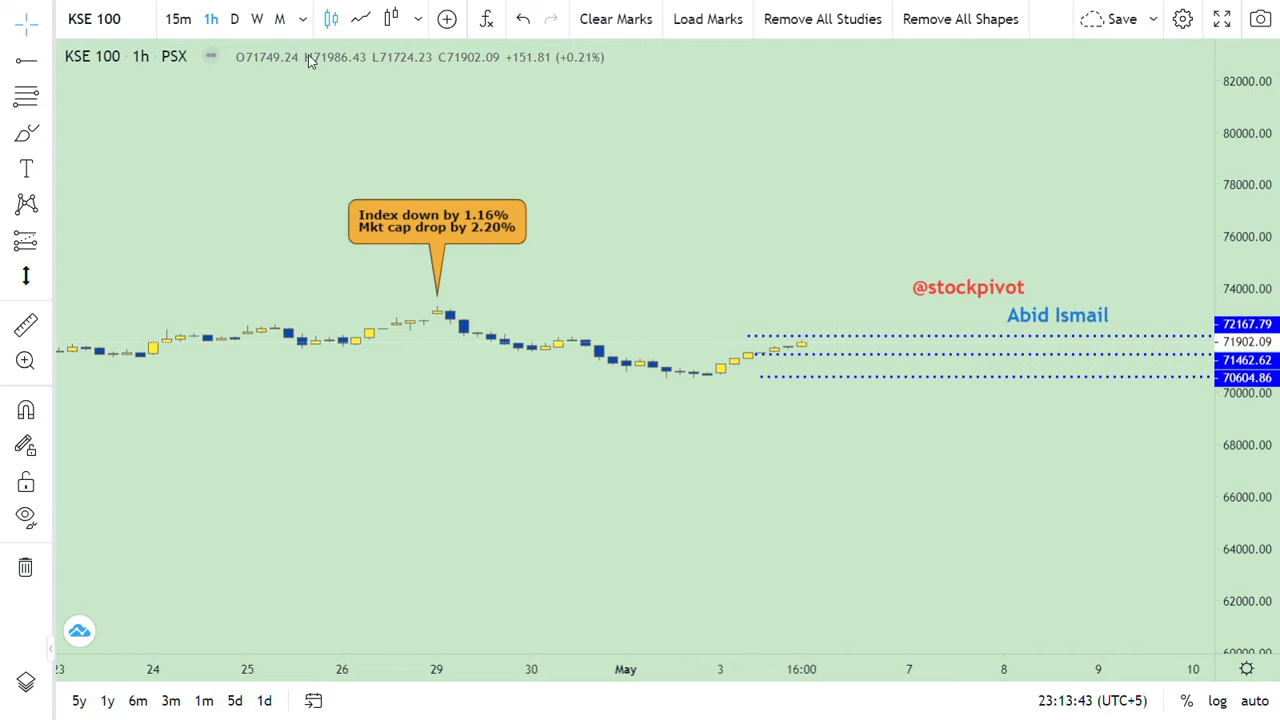 KSE 100 15m 1h D W M Clear Marks Load Marks Remove All Studies Remove All Shapes Save
KSE 100 1h PSX O71749.24 H71986.43 L71724.23 C71902.09 +151.81 (+0.21%)
82000.00
80000.00
78000.00
Index down by 1.16%
Mkt cap drop by 2.20%
76000.00
@stockpivot
74000.00
Abid Ismail
72167.79
71902.09
71462.62
70604.86
70000.00
68000.00
66000.00
64000.00
62000.00
60000.00
23 24 25 26 29 30 May 3 16:00 7 8 9 10
5y 1y 6m 3m 1m 5d 1d 23:13:43 (UTC+5) % log auto